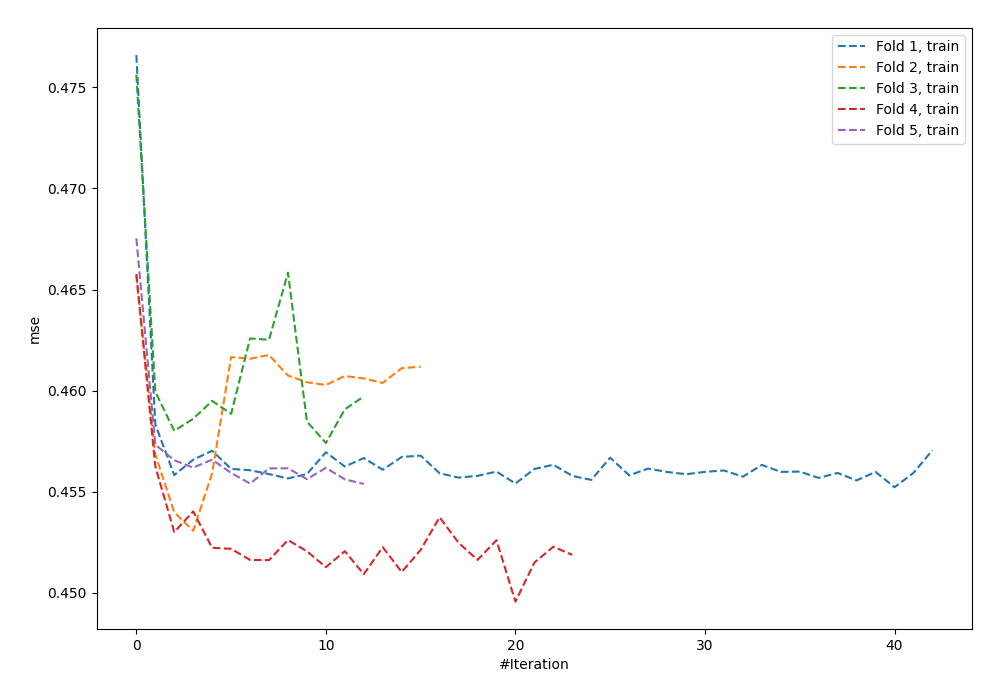 Fold 1, train
Fold 2, train
Fold 3, train
Fold 4, train
Fold 5, train
mse
0.475
0.470
0.465
0.460
0.455
0.450
0 10 20 30 40
#Iteration